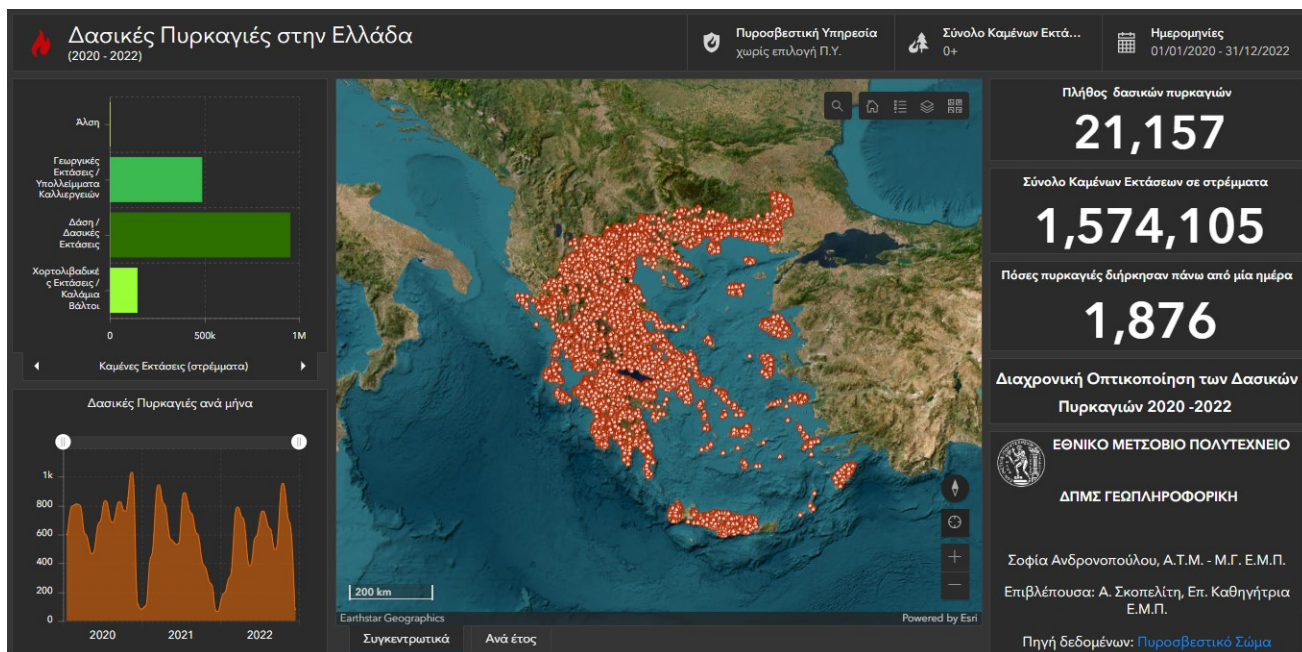 Δασικές Πυρκαγιές στην Ελλάδα
(2020 - 2022)
Πυροσβεστική Υπηρεσία
χωρίς επιλογή Π.Υ.
Σύνολο Καμένων Εκτά...
0+
Ημερομηνίες
01/01/2020 - 31/12/2022
Άλση
Γεωργικές
Εκτάσεις /
Υπολλείμματα
Καλλιεργειών
Δάση /
Δασικές
Εκτάσεις
Χορτολιβαδικέ
ς Εκτάσεις /
Καλάμια
Βάλτοι
0
500k
1M
Καμένες Εκτάσεις (στρέμματα)
Δασικές Πυρκαγιές ανά μήνα
1k
800
600
400
200
0
2020
2021
2022
200 km
Earthstar Geographics
Powered by Esri
Συγκεντρωτικά
Ανά έτος
Πλήθος δασικών πυρκαγιών
21,157
Σύνολο Καμένων Εκτάσεων σε στρέμματα
1,574,105
Πόσες πυρκαγιές διήρκησαν πάνω από μία ημέρα
1,876
Διαχρονική Οπτικοποίηση των Δασικών
Πυρκαγιών 2020 -2022
ΕΘΝΙΚΟ ΜΕΤΣΟΒΙΟ ΠΟΛΥΤΕΧΝΕΙΟ
ΔΠΜΣ ΓΕΩΠΛΗΡΟΦΟΡΙΚΗ
Σοφία Ανδρονοπούλου, Α.Τ.Μ. - Μ.Γ. Ε.Μ.Π.
Επιβλέπουσα: Α. Σκοπελίτη, Επ. Καθηγήτρια
Ε.Μ.Π.
Πηγή δεδομένων: Πυροσβεστικό Σώμα